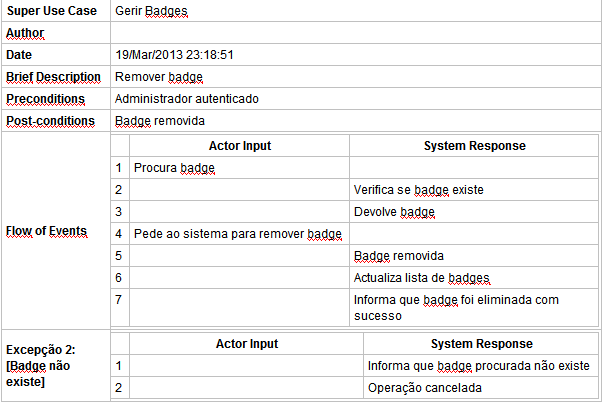 Super Use Case Gerir Badges
Author
Date 19/Mar/2013 23:18:51
Brief Description Remover badge
Preconditions Administrador autenticado
Post-conditions Badge removida
Flow of Events
Actor Input System Response
1 Procura badge
2 Verifica se badge existe
3 Devolve badge
4 Pede ao sistema para remover badge
5 Badge removida
6 Actualiza lista de badges
7 Informa que badge foi eliminada com
sucesso
Excepção 2:
[Badge não
existe]
Actor Input System Response
1 Informa que badge procurada não existe
2 Operação cancelada